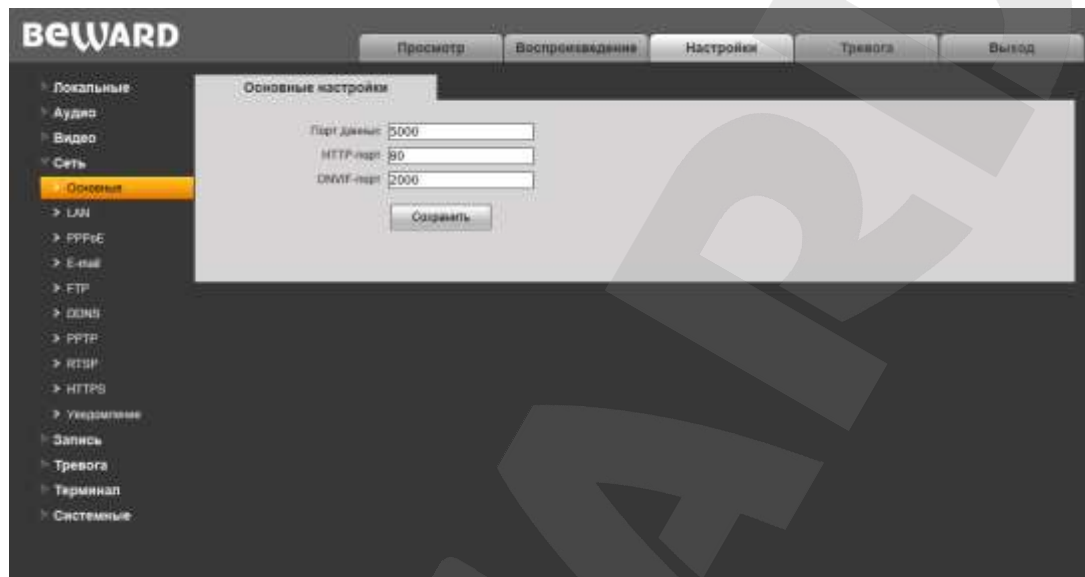 BEWARD
Просмотр Воспроизведение Настройки Тревога Выход
Локальные
Аудио
Видео
Сеть
Основные
LAN
PPPoE
E-mail
FTP
DDNS
PPTP
RTSP
HTTPS
Уведомление
Запись
Тревога
Терминал
Системные
Основные настройки
Порт данных 5000
HTTP-порт 80
ONVIF-порт 2000
Сохранить